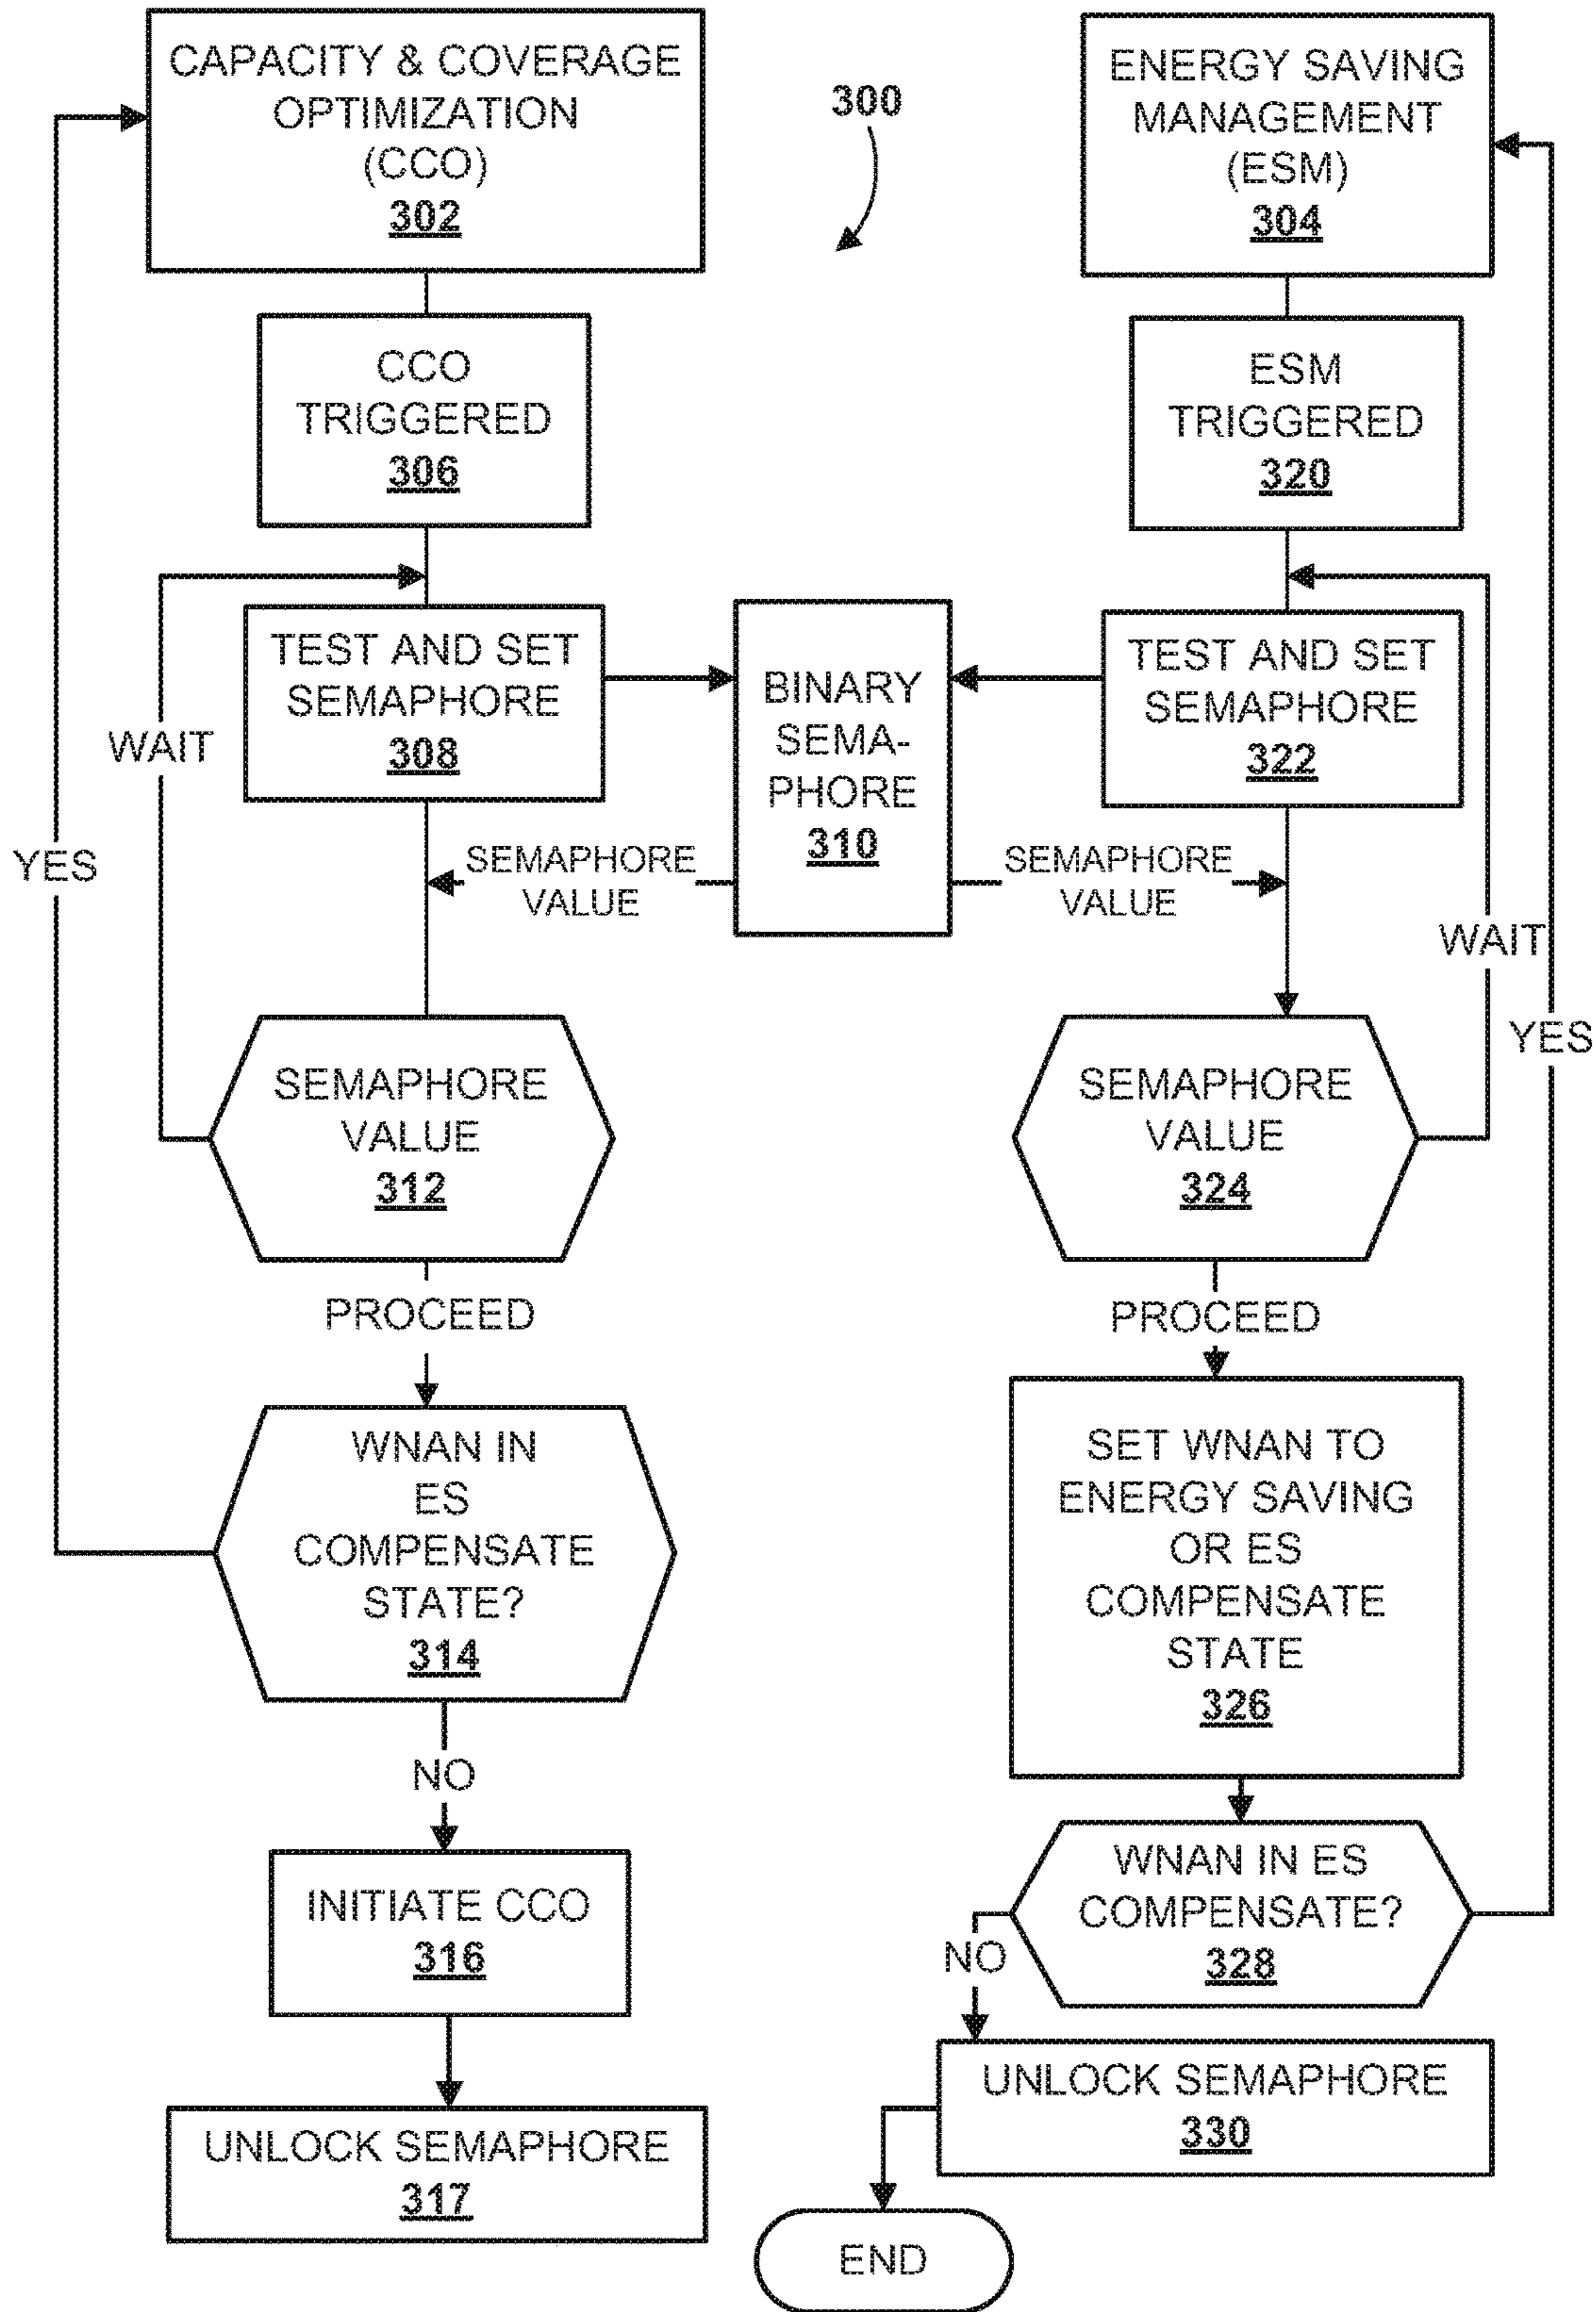 CAPACITY & COVERAGE
OPTIMIZATION
(CCO)
302
300
ENERGY SAVING
MANAGEMENT
(ESM)
304
CCO
TRIGGERED
306
ESM
TRIGGERED
320
TEST AND SET
SEMAPHORE
308
BINARY
SEMA-
PHORE
310
TEST AND SET
SEMAPHORE
322
WAIT
YES
SEMAPHORE
VALUE
SEMAPHORE
VALUE
WAIT
YES
SEMAPHORE
VALUE
312
SEMAPHORE
VALUE
324
PROCEED
PROCEED
WNAN IN
ES
COMPENSATE
STATE?
314
SET WNAN TO
ENERGY SAVING
OR ES
COMPENSATE
STATE
326
NO
INITIATE CCO
316
WNAN IN ES
COMPENSATE?
328
NO
UNLOCK SEMAPHORE
317
UNLOCK SEMAPHORE
330
END